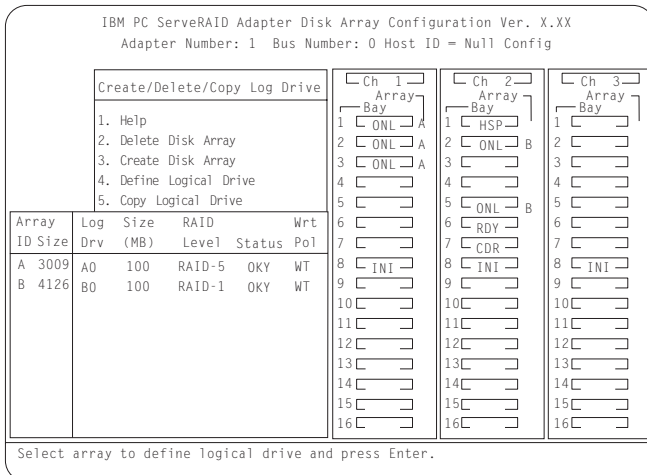 IBM PC ServeRAID Adapter Disk Array Configuration Ver. X.XX
Adapter Number: 1 Bus Number: 0 Host ID = Null Config
Create/Delete/Copy Log Drive
1. Help
2. Delete Disk Array
3. Create Disk Array
4. Define Logical Drive
5. Copy Logical Drive
Array Log Size RAID Wrt
ID Size Drv (MB) Level Status Pol
A 3009 A0 100 RAID-5 OKY WT
B 4126 B0 100 RAID-1 OKY WT
Ch 1
Array
Bay
1 ONL A
2 ONL A
3 ONL A
4
5
6
7
8 INI
9
10
11
12
13
14
15
16
Ch 2
Array
Bay
1 HSP
2 ONL B
3
4
5 ONL B
6 RDY
7 CDR
8 INI
9
10
11
12
13
14
15
16
Ch 3
Array
Bay
1
2
3
4
5
6
7
8 INI
9
10
11
12
13
14
15
16
Select array to define logical drive and press Enter.